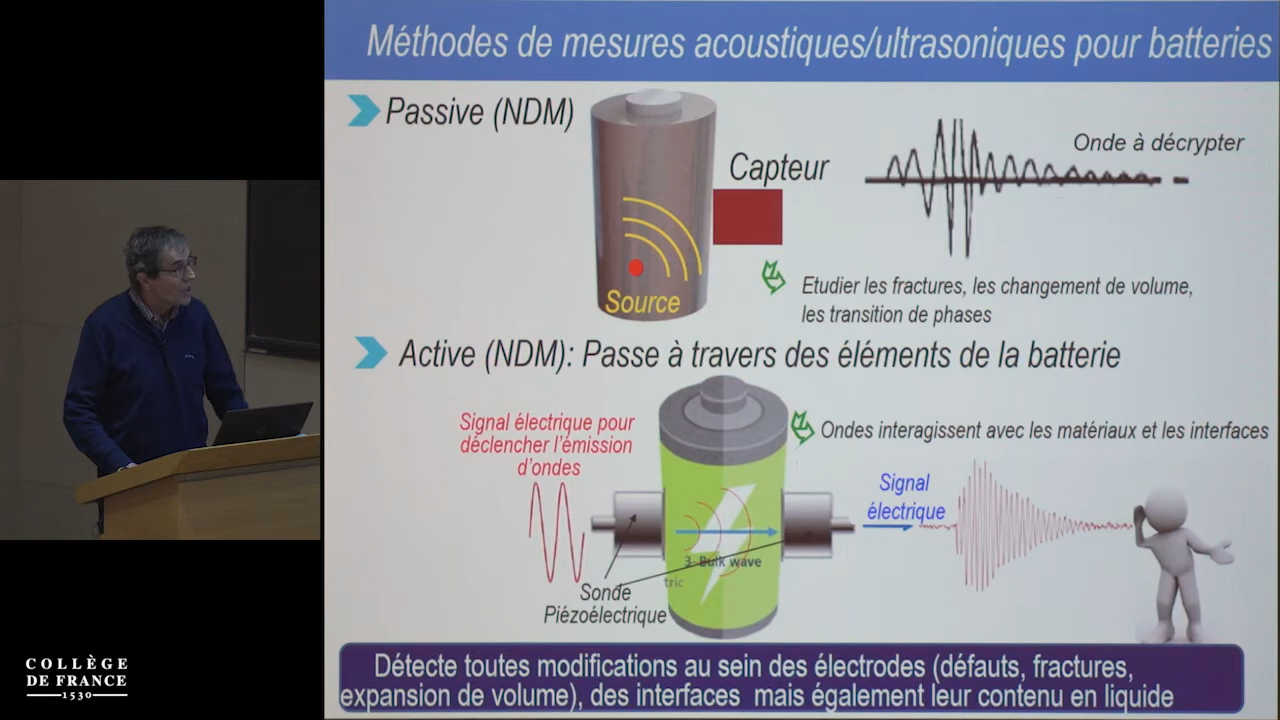 Méthodes de mesures acoustiques/ultrasoniques pour batteries
Passive (NDM)
Capteur
Onde à décrypter
Source
Etudier les fractures, les changement de volume,
les transition de phases
Active (NDM): Passe à travers des éléments de la batterie
Signal électrique pour
déclencher l'émission
d'ondes
Ondes interagissent avec les matériaux et les interfaces
Signal
électrique
3- Bulk wave
tric
Sonde
Piézoélectrique
Détecte toutes modifications au sein des électrodes (défauts, fractures,
expansion de volume), des interfaces mais également leur contenu en liquide
COLLÈGE
DE FRANCE
1530